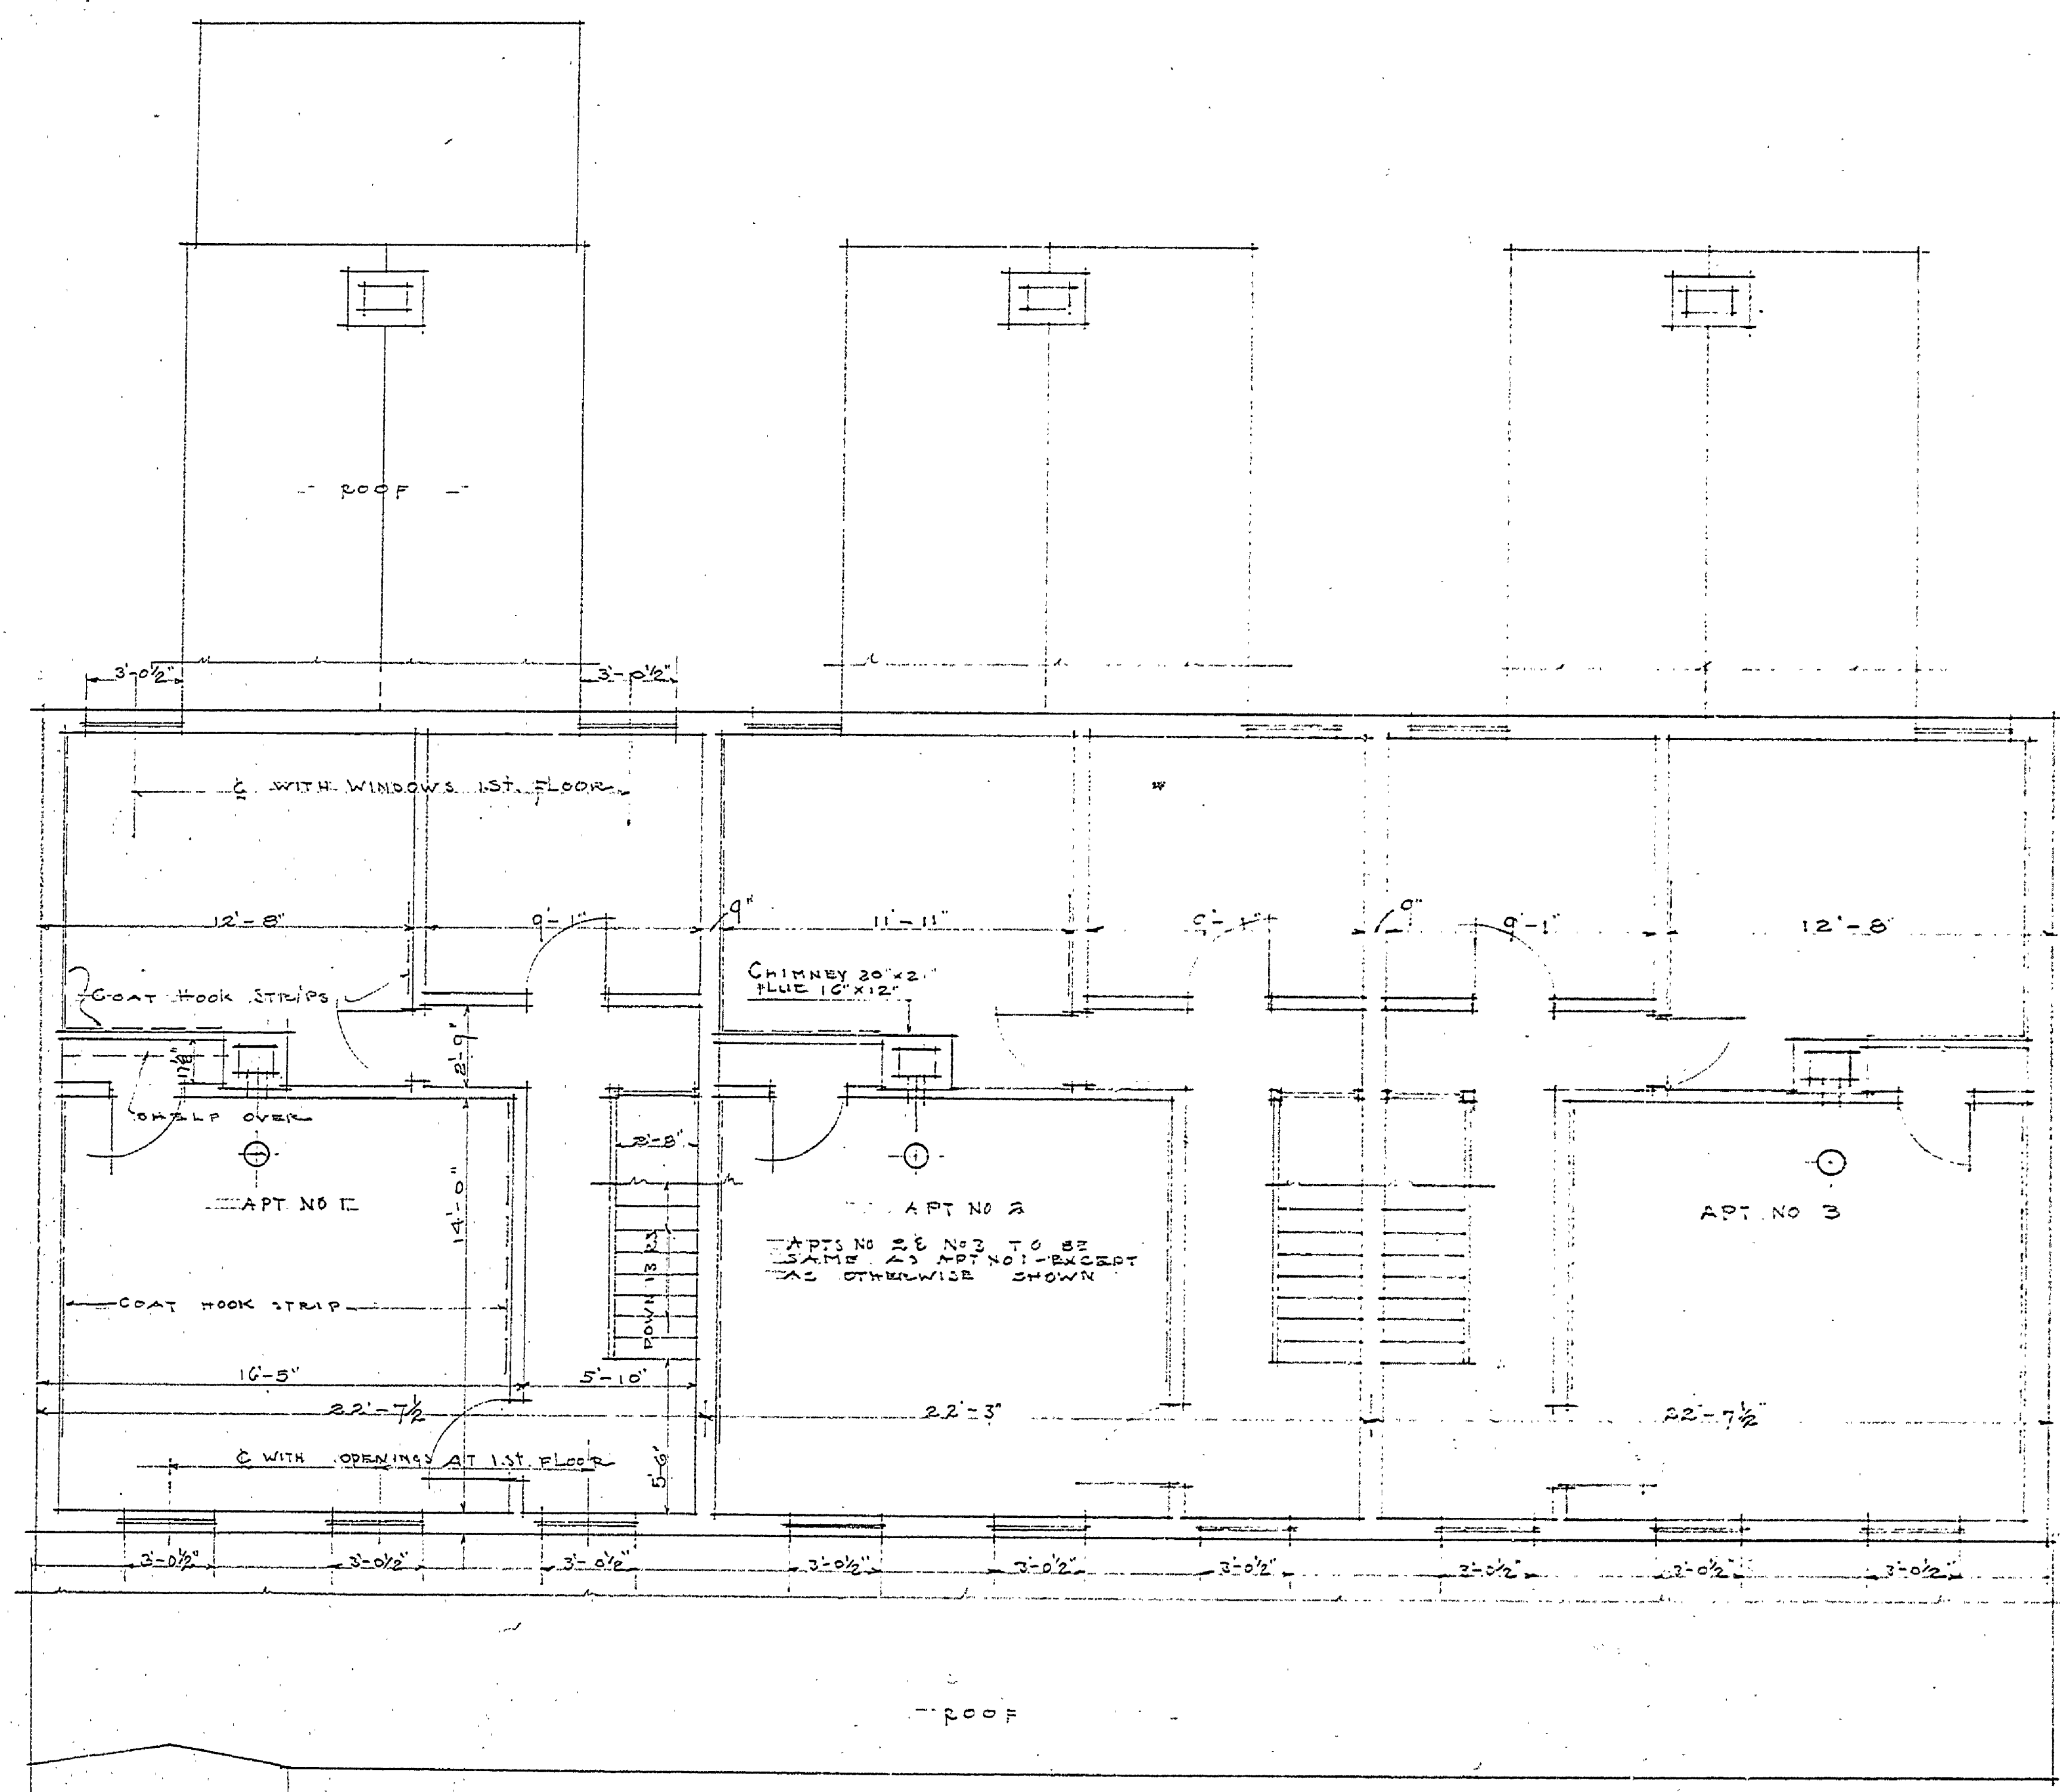 ROOF
3'-0½" 3'-0½"
℄ WITH WINDOWS 1ST. FLOOR
12'-8" 9'-1" 9" 11'-11" 9'-1" 9" 9'-1" 12'-8"
COAT HOOK STRIPS
CHIMNEY 20"X2
FLUE 16"X12"
2'-9"
SHELF OVER
2'-8"
APT NO 1
APT NO 2
APT NO 3
14'-0"
APTS NO 2 & NO 3 TO BE
SAME AS APT NO 1 - EXCEPT
AS OTHERWISE SHOWN
DOWN 13
COAT HOOK STRIP
16'-5" 5'-10"
22'-7½ 22'-3" 22'-7½"
℄ WITH OPENINGS AT 1ST. FLOOR
5'-6"
3'-0½" 3'-0½" 3'-0½" 3'-0½" 3'-0½" 3'-0½" 3'-0½" 3'-0½" 3'-0½"
ROOF